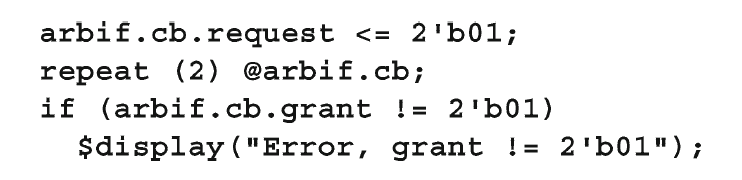 arbif.cb.request <= 2'b01;
repeat (2) @arbif.cb;
if (arbif.cb.grant != 2'b01)
  $display("Error, grant != 2'b01");